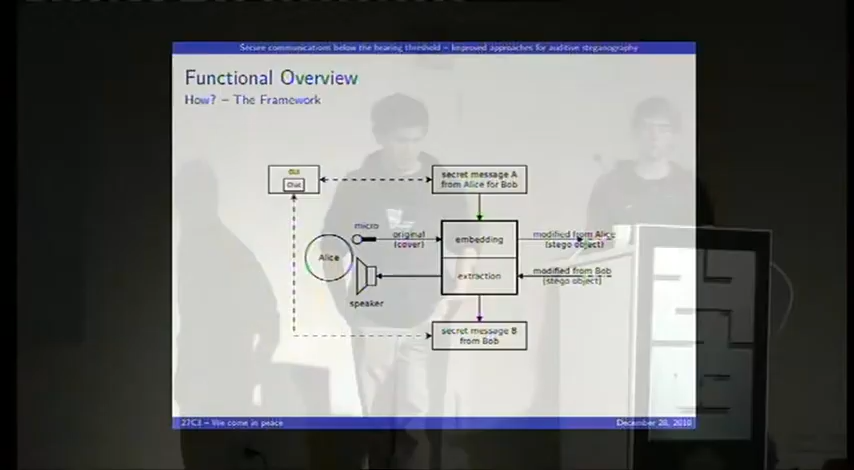 Secure communications below the hearing threshold – Improved approaches for auditive steganography
Functional Overview
How? – The Framework
GUI
Chat
secret message A
from Alice for Bob
micro
original
(cover)
embedding
modified from Alice
(stego object)
Alice
extraction
modified from Bob
(stego object)
speaker
secret message B
from Bob
27C3 – We come in peace
December 28, 2010